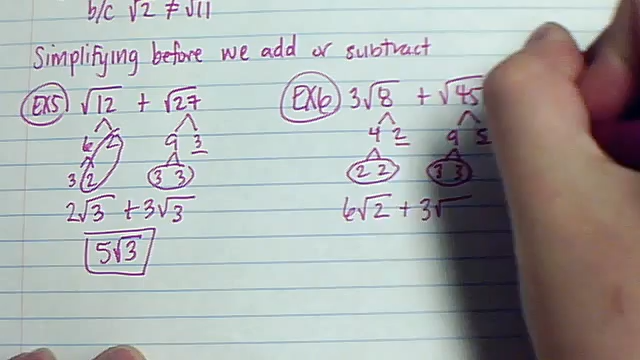 b/c √2 ≠ √11
Simplifying before we add or subtract
EX5 √12 + √27
6 2 9 3
3 2 3 3
2√3 + 3√3
5√3
EX6 3√8 + √45
4 2 9 5
2 2 3 3
6√2 + 3√